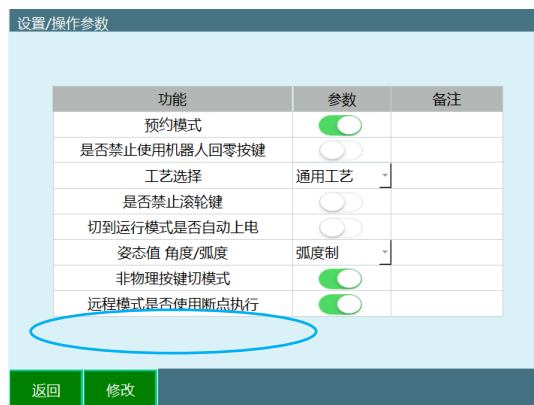 设置/操作参数
功能 参数 备注
预约模式
是否禁止使用机器人回零按键
工艺选择 通用工艺
是否禁止滚轮键
切到运行模式是否自动上电
姿态值 角度/弧度 弧度制
非物理按键切模式
远程模式是否使用断点执行
返回 修改